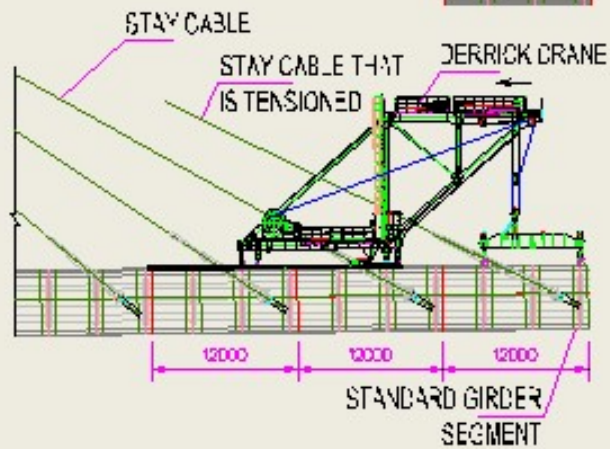 STAY CABLE
STAY CABLE THAT
IS TENSIONED
DERRICK CRANE
12000 12000 12000
STANDARD GIRDER
SEGMENT